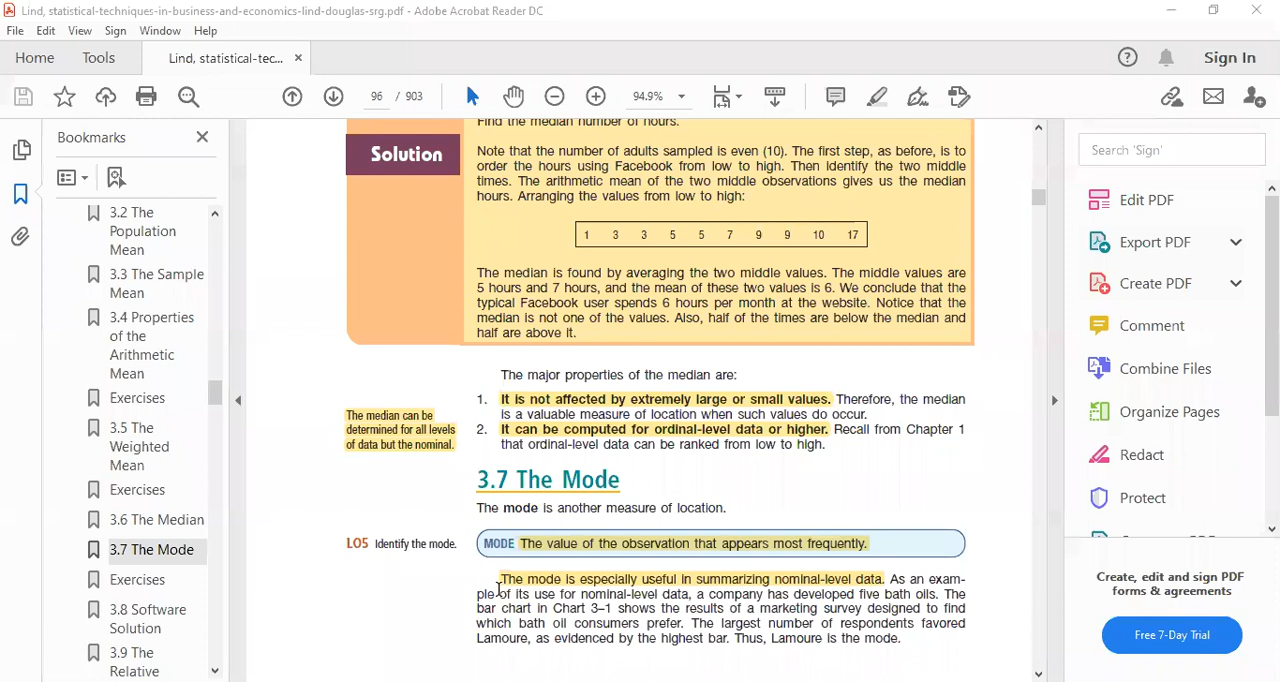 Lind, statistical-techniques-in-business-and-economics-lind-douglas-srg.pdf - Adobe Acrobat Reader DC
File Edit View Sign Window Help
Home Tools Lind, statistical-tec... × Sign In
96 / 903 94.9%
Bookmarks
3.2 The
Population
Mean
3.3 The Sample
Mean
3.4 Properties
of the
Arithmetic
Mean
Exercises
3.5 The
Weighted
Mean
Exercises
3.6 The Median
3.7 The Mode
Exercises
3.8 Software
Solution
3.9 The
Relative
Find the median number of hours.
Solution
Note that the number of adults sampled is even (10). The first step, as before, is to
order the hours using Facebook from low to high. Then identify the two middle
times. The arithmetic mean of the two middle observations gives us the median
hours. Arranging the values from low to high:
1 3 3 5 5 7 9 9 10 17
The median is found by averaging the two middle values. The middle values are
5 hours and 7 hours, and the mean of these two values is 6. We conclude that the
typical Facebook user spends 6 hours per month at the website. Notice that the
median is not one of the values. Also, half of the times are below the median and
half are above it.
The major properties of the median are:
1. It is not affected by extremely large or small values. Therefore, the median
is a valuable measure of location when such values do occur.
2. It can be computed for ordinal-level data or higher. Recall from Chapter 1
that ordinal-level data can be ranked from low to high.
The median can be
determined for all levels
of data but the nominal.
3.7 The Mode
The mode is another measure of location.
LO5 Identify the mode.
MODE The value of the observation that appears most frequently.
The mode is especially useful in summarizing nominal-level data. As an exam-
ple of its use for nominal-level data, a company has developed five bath oils. The
bar chart in Chart 3–1 shows the results of a marketing survey designed to find
which bath oil consumers prefer. The largest number of respondents favored
Lamoure, as evidenced by the highest bar. Thus, Lamoure is the mode.
Search 'Sign'
Edit PDF
Export PDF
Create PDF
Comment
Combine Files
Organize Pages
Redact
Protect
Create, edit and sign PDF
forms & agreements
Free 7-Day Trial